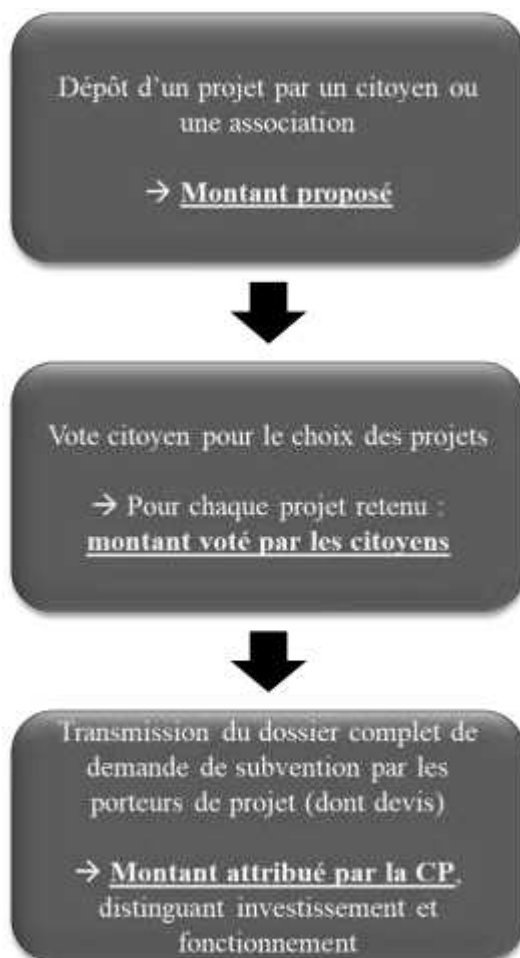 Dépôt d'un projet par un citoyen ou
une association
→ Montant proposé
Vote citoyen pour le choix des projets
→ Pour chaque projet retenu :
montant voté par les citoyens
Transmission du dossier complet de
demande de subvention par les
porteurs de projet (dont devis)
→ Montant attribué par la CP,
distinguant investissement et
fonctionnement